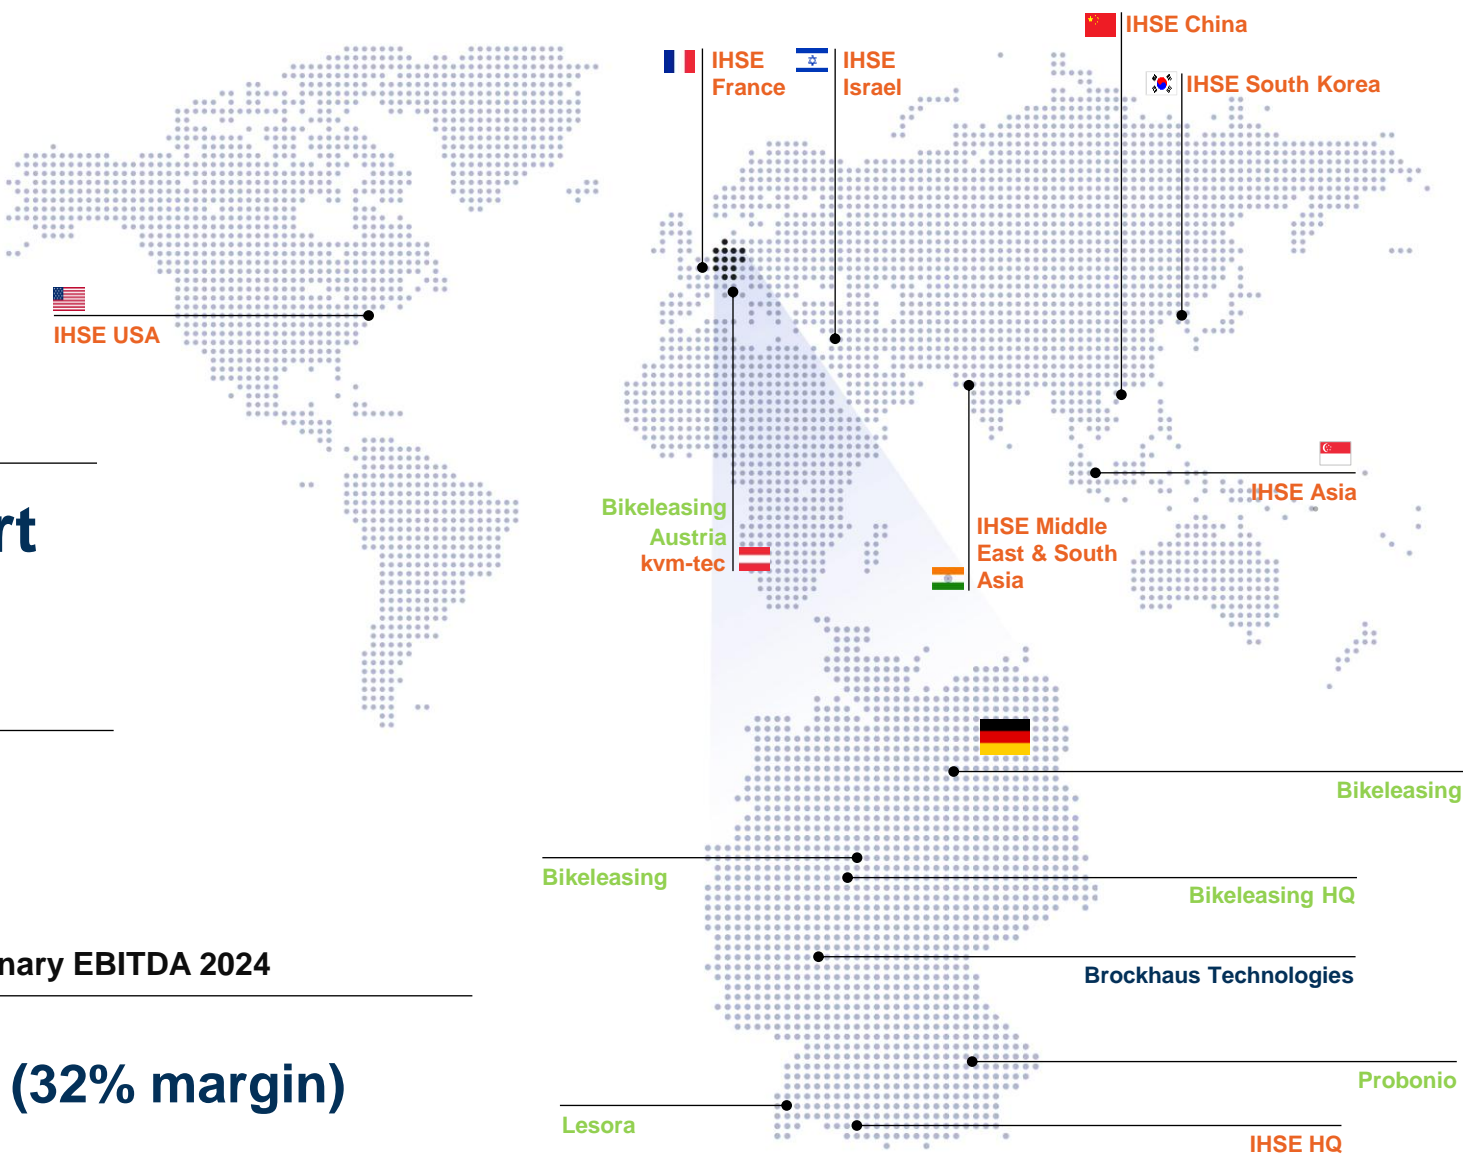 IHSE China
IHSE
France
IHSE
Israel
IHSE South Korea
IHSE USA
IHSE Asia
Bikeleasing
Austria
kvm-tec
IHSE Middle
East & South
Asia
rt
Bikeleasing
Bikeleasing
Bikeleasing HQ
nary EBITDA 2024
Brockhaus Technologies
(32% margin)
Probonio
Lesora
IHSE HQ